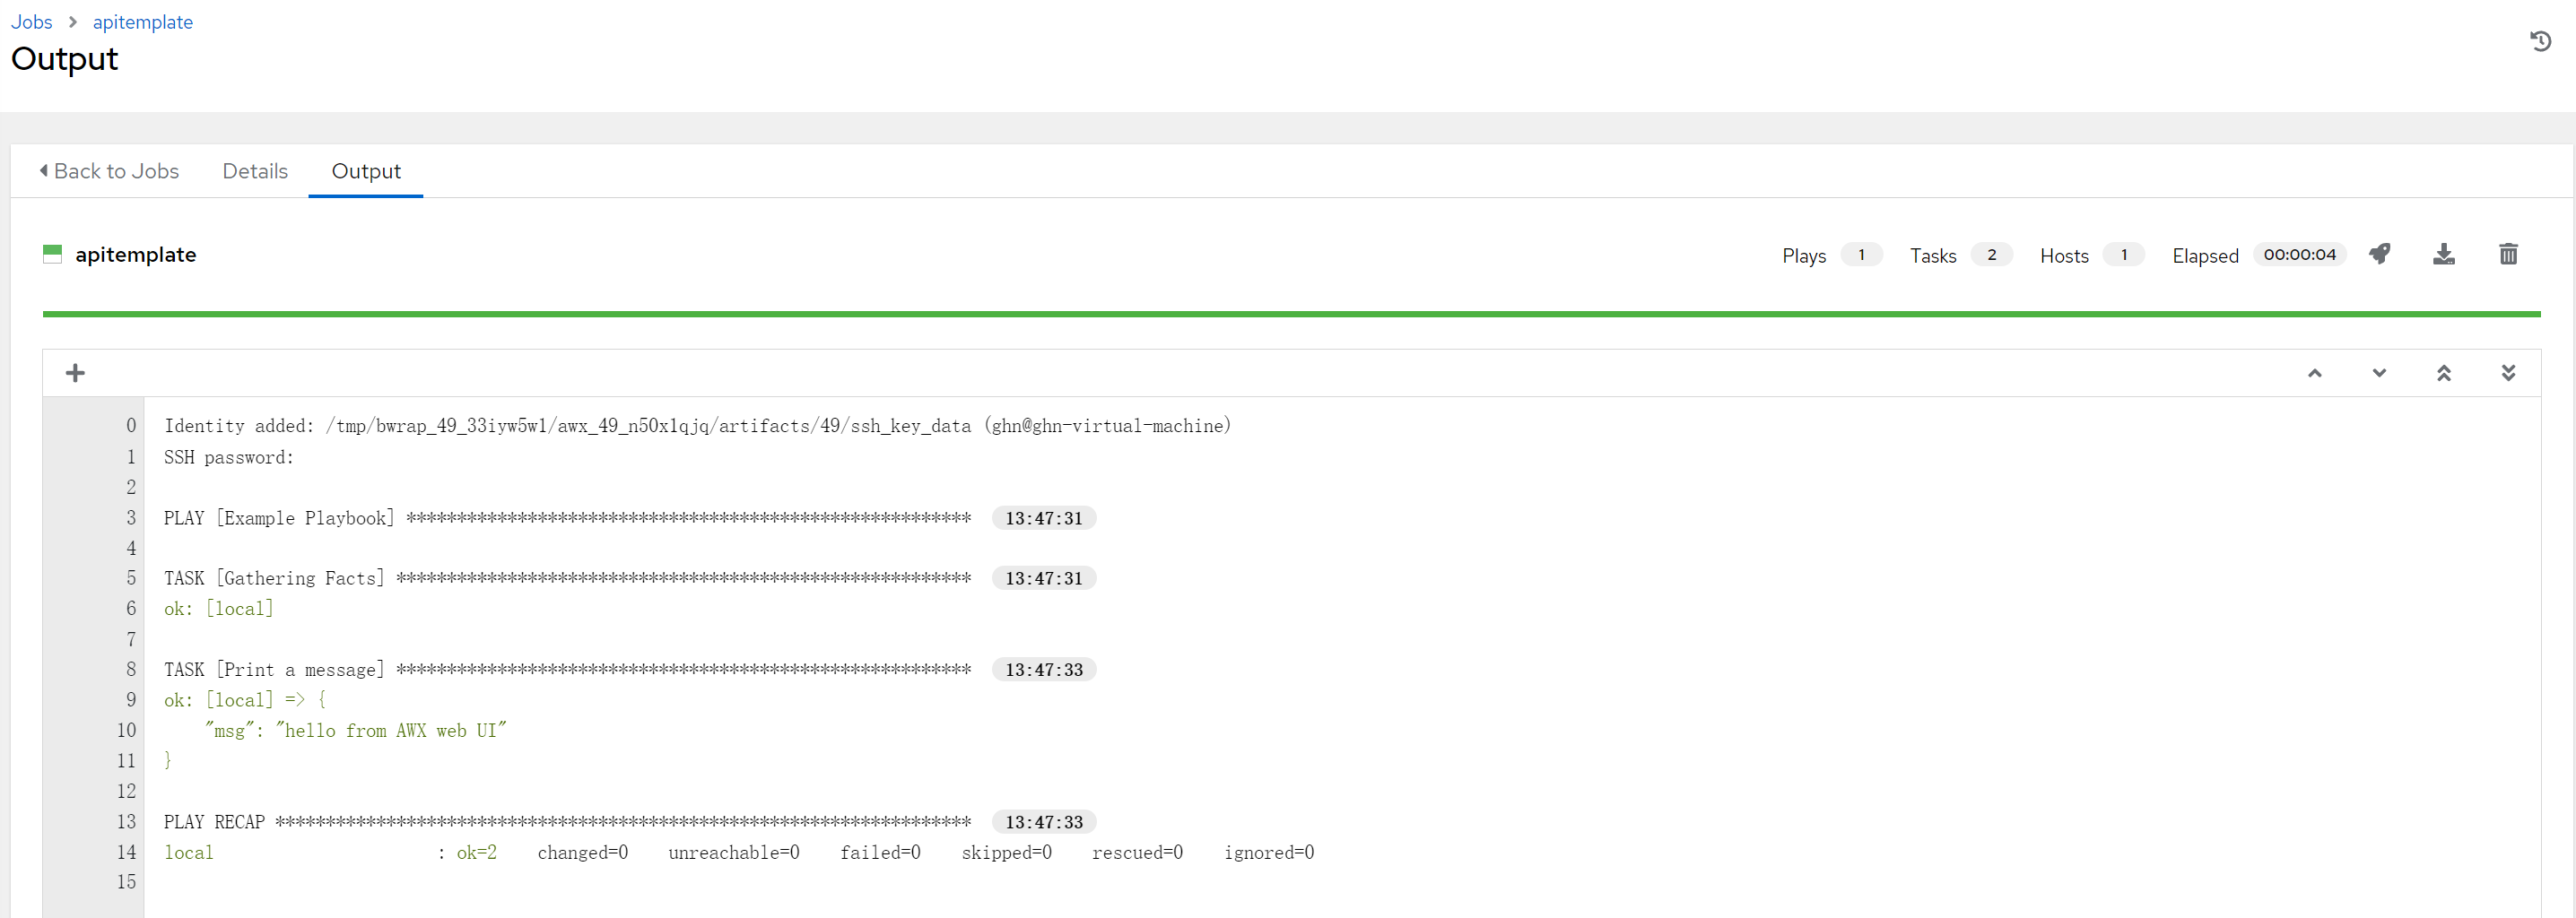 Jobs > apitemplate
Output
Back to Jobs Details Output
apitemplate Plays 1 Tasks 2 Hosts 1 Elapsed 00:00:04
0 Identity added: /tmp/bwrap_49_33iyw5w1/awx_49_n50x1qjq/artifacts/49/ssh_key_data (ghn@ghn-virtual-machine)
1 SSH password:
2
3 PLAY [Example Playbook] ******************************************************** 13:47:31
4
5 TASK [Gathering Facts] ********************************************************* 13:47:31
6 ok: [local]
7
8 TASK [Print a message] ********************************************************* 13:47:33
9 ok: [local] => {
10 "msg": "hello from AWX web UI"
11 }
12
13 PLAY RECAP ********************************************************************* 13:47:33
14 local : ok=2 changed=0 unreachable=0 failed=0 skipped=0 rescued=0 ignored=0
15